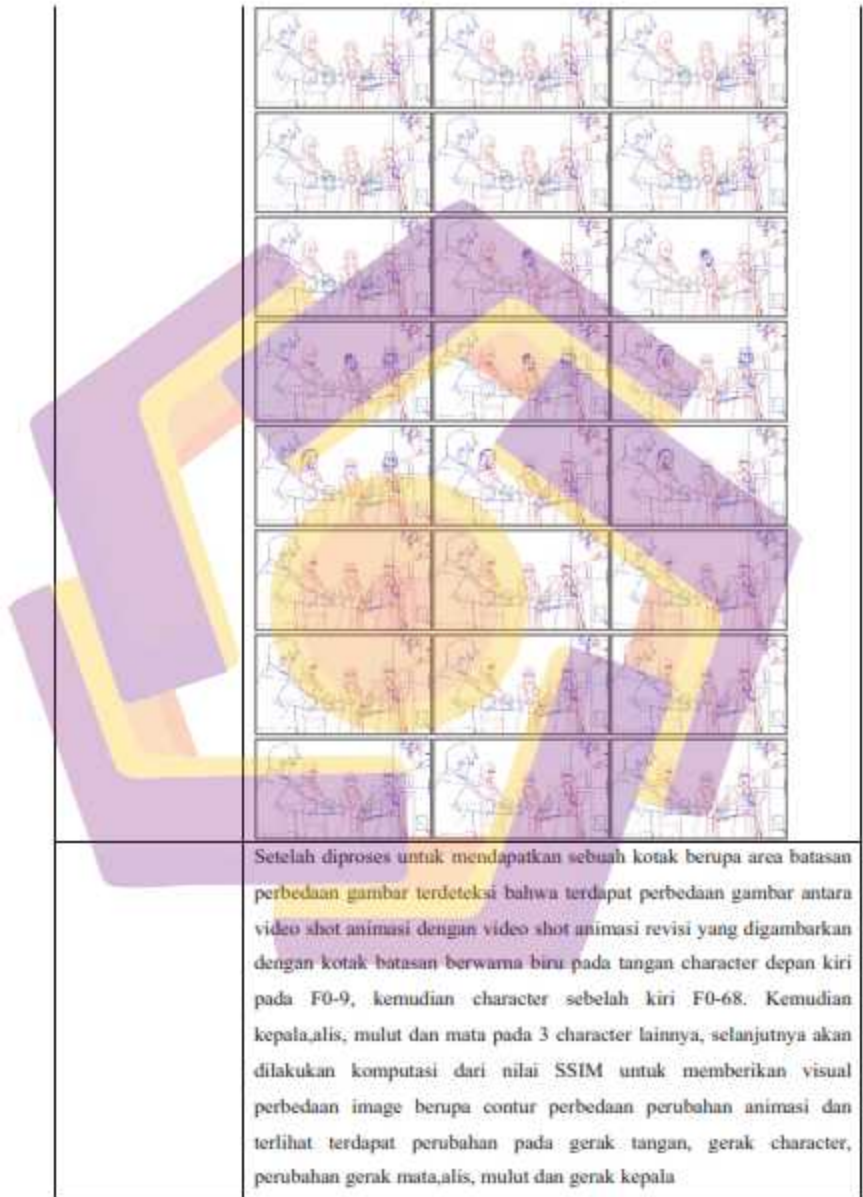 Setelah diproses untuk mendapatkan sebuah kotak berupa area batasan
perbedaan gambar terdeteksi bahwa terdapat perbedaan gambar antara
video shot animasi dengan video shot animasi revisi yang digambarkan
dengan kotak batasan berwarna biru pada tangan character depan kiri
pada F0-9, kemudian character sebelah kiri F0-68. Kemudian
kepala,alis, mulut dan mata pada 3 character lainnya, selanjutnya akan
dilakukan komputasi dari nilai SSIM untuk memberikan visual
perbedaan image berupa contur perbedaan perubahan animasi dan
terlihat terdapat perubahan pada gerak tangan, gerak character,
perubahan gerak mata,alis, mulut dan gerak kepala